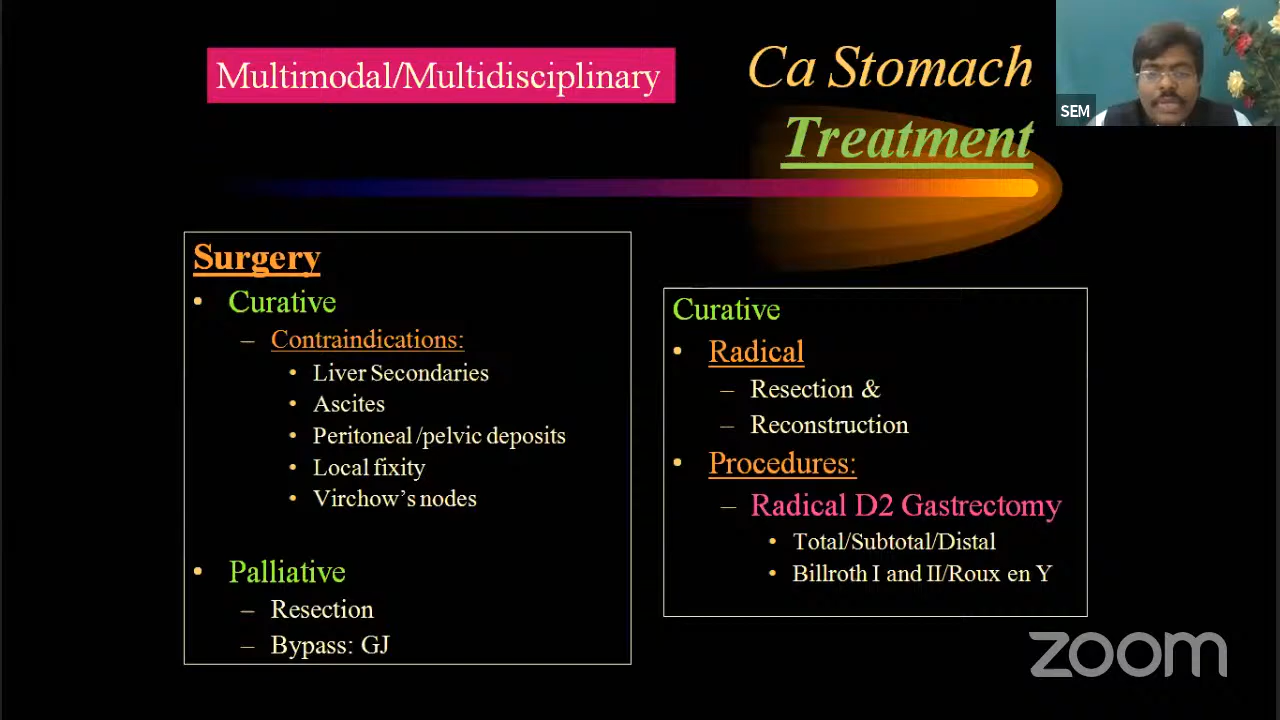 Multimodal/Multidisciplinary
Ca Stomach
Treatment
SEM
Surgery
• Curative
– Contraindications:
• Liver Secondaries
• Ascites
• Peritoneal /pelvic deposits
• Local fixity
• Virchow’s nodes
• Palliative
– Resection
– Bypass: GJ
Curative
• Radical
– Resection &
– Reconstruction
• Procedures:
– Radical D2 Gastrectomy
• Total/Subtotal/Distal
• Billroth I and II/Roux en Y
zoom